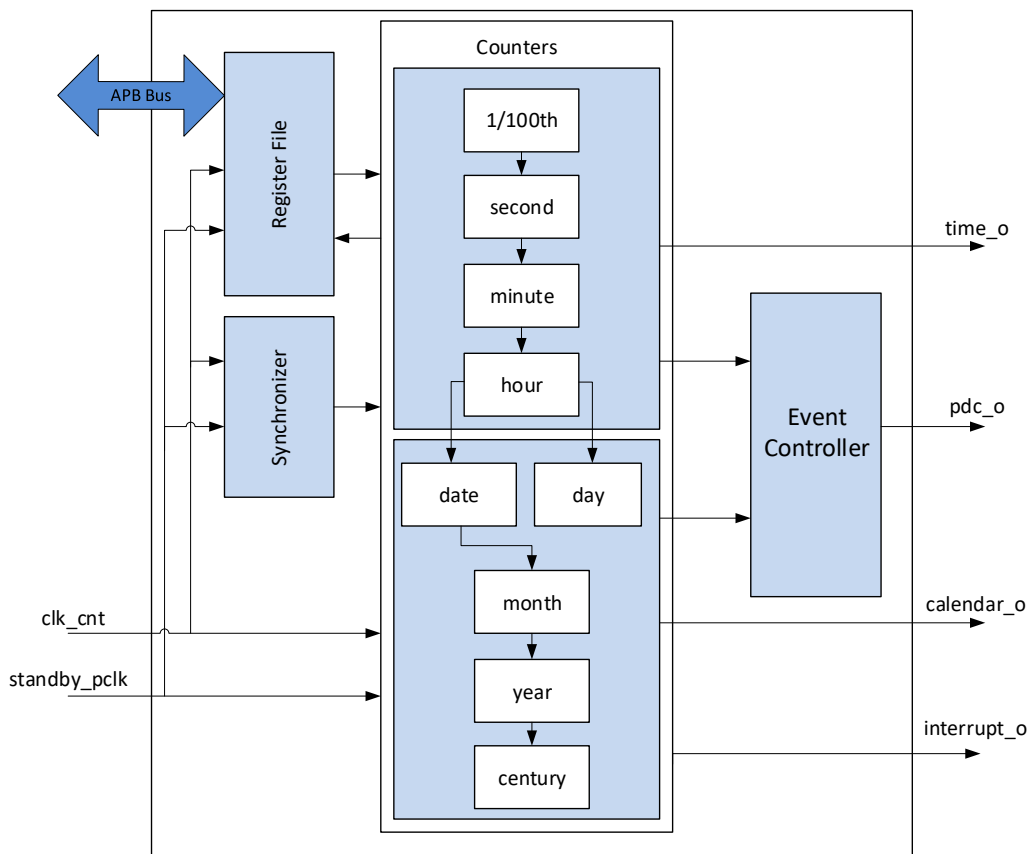 Counters
APB Bus
Register File
1/100th
second
minute
hour
time_o
Synchronizer
Event
Controller
pdc_o
date
day
month
year
century
clk_cnt
standby_pclk
calendar_o
interrupt_o